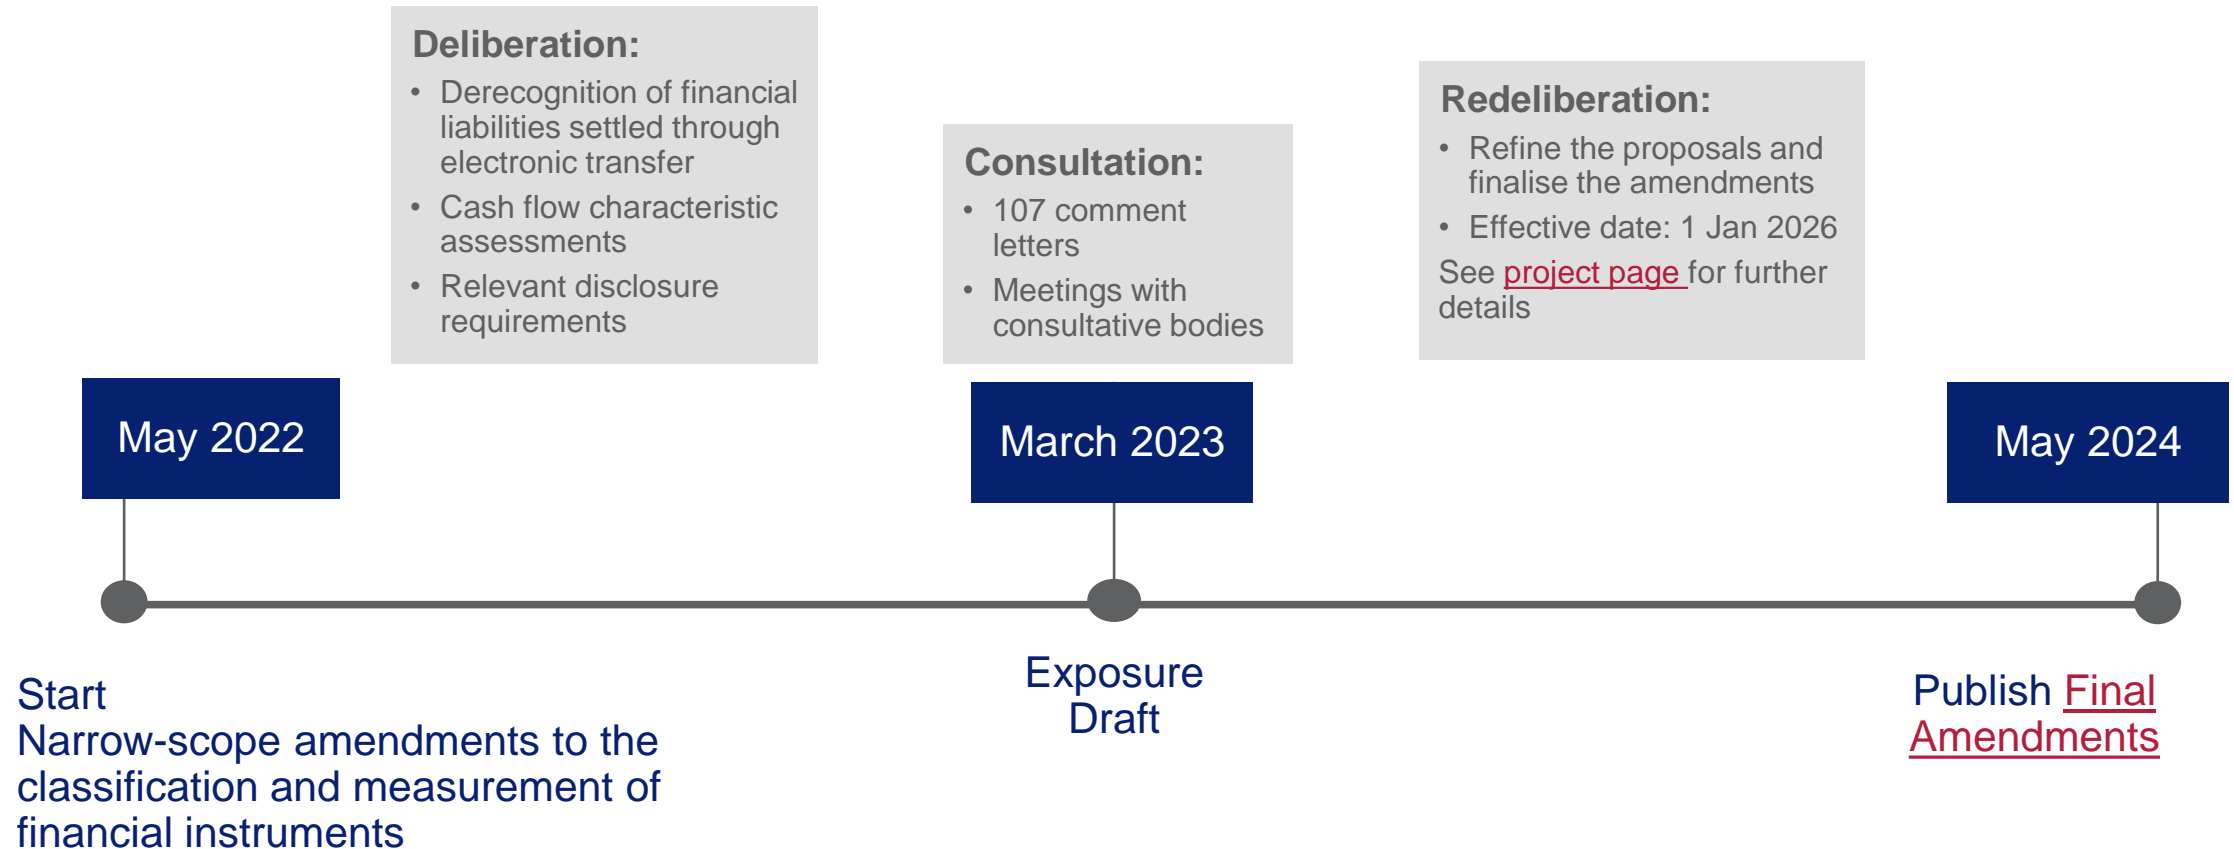 Deliberation:
• Derecognition of financial
liabilities settled through
electronic transfer
• Cash flow characteristic
assessments
• Relevant disclosure
requirements
Consultation:
• 107 comment
letters
• Meetings with
consultative bodies
Redeliberation:
• Refine the proposals and
finalise the amendments
• Effective date: 1 Jan 2026
See project page for further
details
May 2022
March 2023
May 2024
Start
Narrow-scope amendments to the
classification and measurement of
financial instruments
Exposure
Draft
Publish Final
Amendments